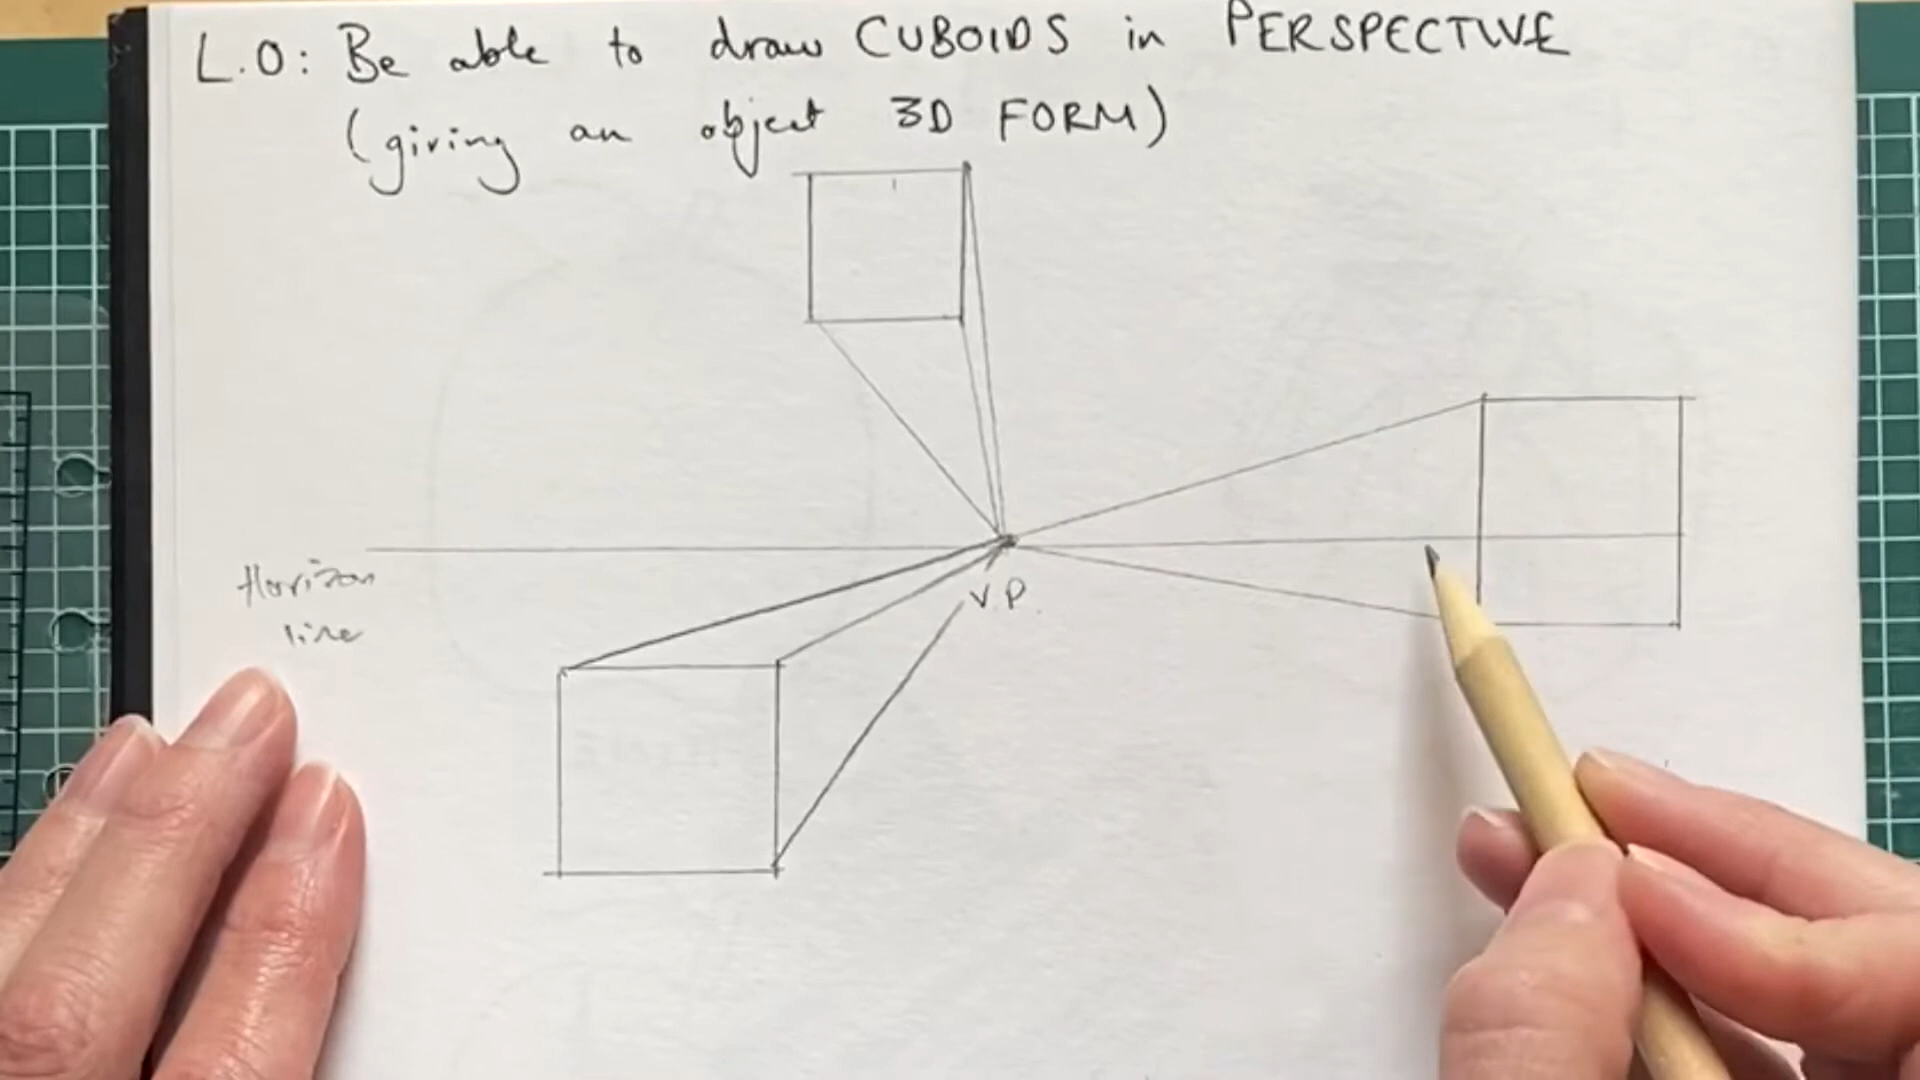 L.O: Be able to draw CUBOIDS in PERSPECTIVE
(giving an object 3D FORM)
Horizon
line
V.P.